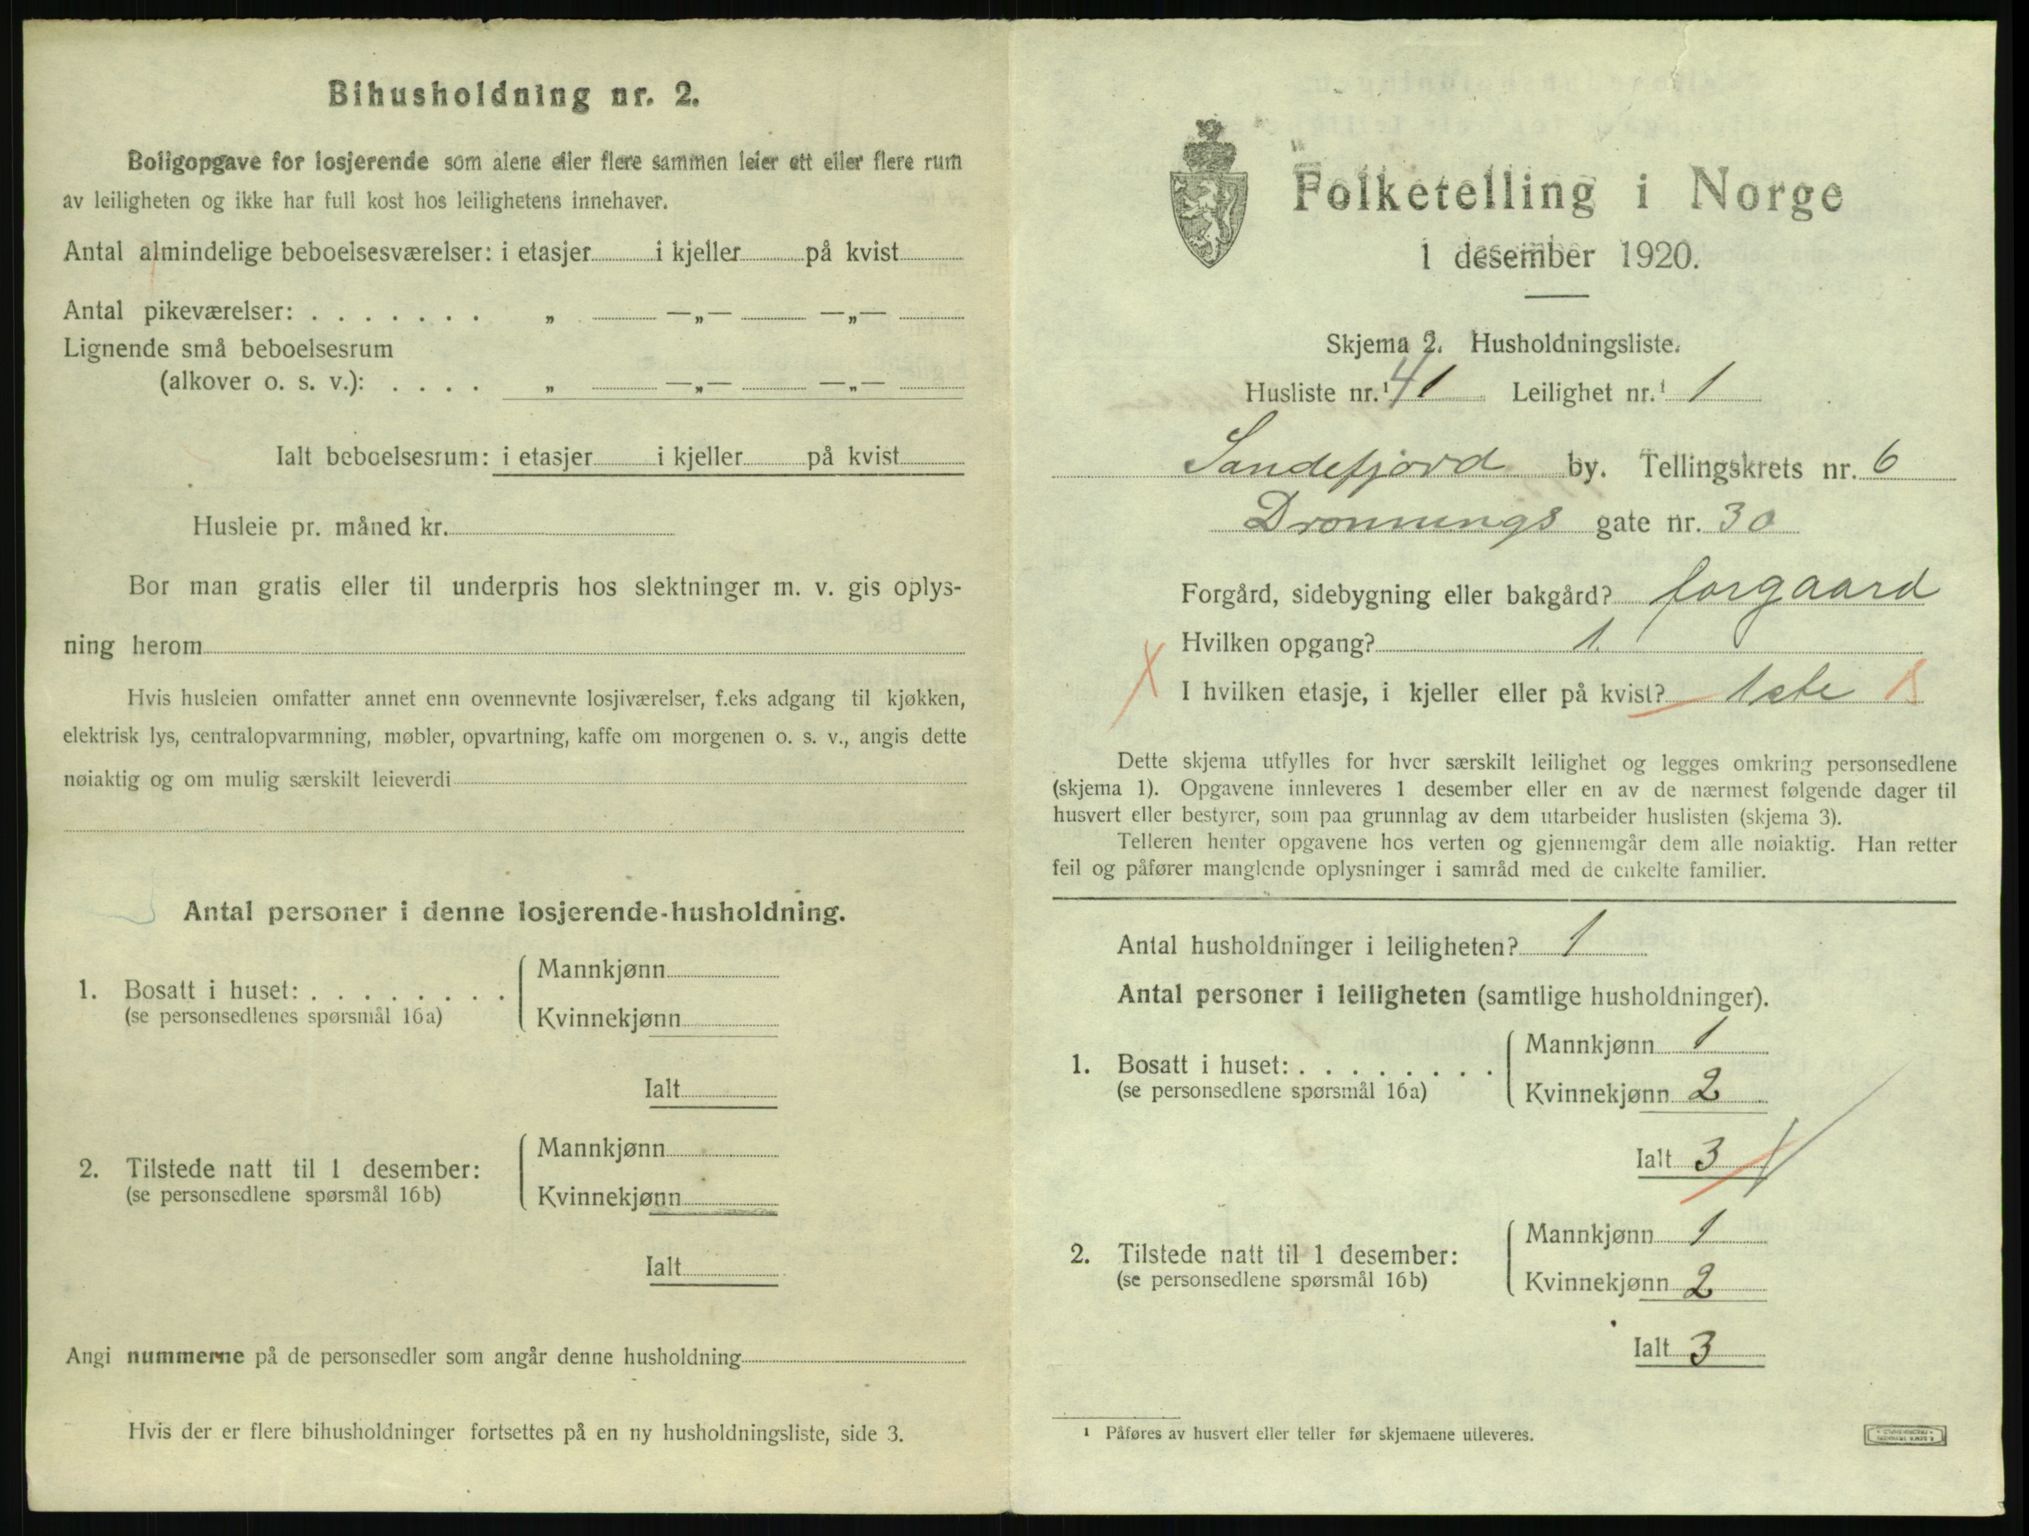 Bihusholdning nr. 2.
Boligopgave for losjerende som alene eller flere sammen leier ett eller flere rum
av leiligheten og ikke har full kost hos leilighetens innehaver.
Antal almindelige beboelsesværelser: i etasjer i kjeller på kvist
Antal pikeværelser: . . . . . . . „ —„— —„—
Lignende små beboelsesrum
(alkover o. s. v.): . . . . „ —„— —„—
Ialt beboelsesrum: i etasjer i kjeller på kvist
Husleie pr. måned kr.
Bor man gratis eller til underpris hos slektninger m. v. gis oplys-
ning herom
Hvis husleien omfatter annet enn ovennevnte losjiværelser, f.eks adgang til kjøkken,
elektrisk lys, centralopvarmning, møbler, opvartning, kaffe om morgenen o. s. v., angis dette
nøiaktig og om mulig særskilt leieverdi
Antal personer i denne losjerende-husholdning.
1. Bosatt i huset: . . . . . . . .
(se personsedlenes spørsmål 16a)
Mannkjønn
Kvinnekjønn
Ialt
2. Tilstede natt til 1 desember:
(se personsedlene spørsmål 16b)
Mannkjønn
Kvinnekjønn
Ialt
Angi nummerne på de personsedler som angår denne husholdning
Hvis der er flere bihusholdninger fortsettes på en ny husholdningsliste, side 3.
Folketelling i Norge
1 desember 1920.
Skjema 2. Husholdningsliste.
Husliste nr.¹ 41 Leilighet nr.¹ 1
Sandefjord by. Tellingskrets nr. 6
Dronnings gate nr. 30
Forgård, sidebygning eller bakgård? forgaard
Hvilken opgang? 1.
I hvilken etasje, i kjeller eller på kvist? 1ste
Dette skjema utfylles for hver særskilt leilighet og legges omkring personsedlene
(skjema 1). Opgavene innleveres 1 desember eller en av de nærmest følgende dager til
husvert eller bestyrer, som paa grunnlag av dem utarbeider huslisten (skjema 3).
Telleren henter opgavene hos verten og gjennemgår dem alle nøiaktig. Han retter
feil og påfører manglende oplysninger i samråd med de enkelte familier.
Antal husholdninger i leiligheten? 1
Antal personer i leiligheten (samtlige husholdninger).
1. Bosatt i huset: . . . . . . . .
(se personsedlene spørsmål 16a)
Mannkjønn 1
Kvinnekjønn 2
Ialt 3
2. Tilstede natt til 1 desember:
(se personsedlene spørsmål 16b)
Mannkjønn 1
Kvinnekjønn 2
Ialt 3
¹ Påføres av husvert eller teller før skjemaene utleveres.